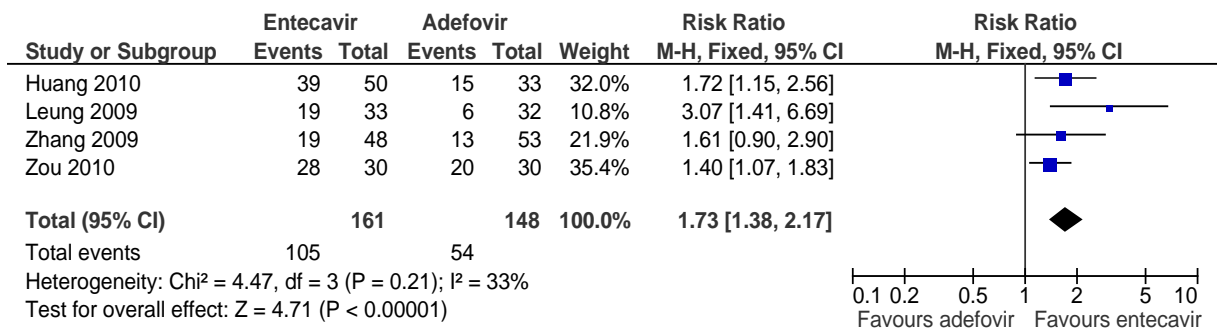 Entecavir Adefovir Risk Ratio Risk Ratio
Study or Subgroup Events Total Events Total Weight M-H, Fixed, 95% CI M-H, Fixed, 95% CI
Huang 2010 39 50 15 33 32.0% 1.72 [1.15, 2.56]
Leung 2009 19 33 6 32 10.8% 3.07 [1.41, 6.69]
Zhang 2009 19 48 13 53 21.9% 1.61 [0.90, 2.90]
Zou 2010 28 30 20 30 35.4% 1.40 [1.07, 1.83]
Total (95% CI) 161 148 100.0% 1.73 [1.38, 2.17]
Total events 105 54
Heterogeneity: Chi² = 4.47, df = 3 (P = 0.21); I² = 33%
Test for overall effect: Z = 4.71 (P < 0.00001)
0.1 0.2 0.5 1 2 5 10
Favours adefovir Favours entecavir